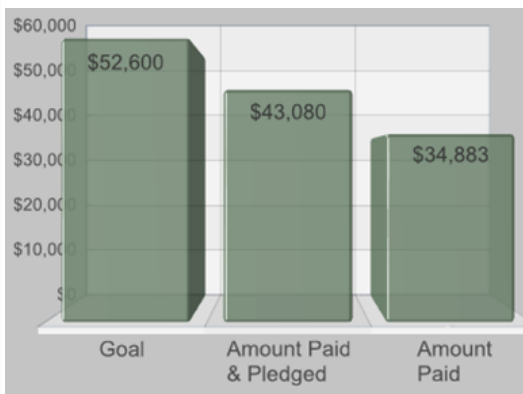 $60,000
$52,600
$50,000
$43,080
$40,000
$34,883
$30,000
$20,000
$10,000
$0
Goal
Amount Paid
& Pledged
Amount
Paid